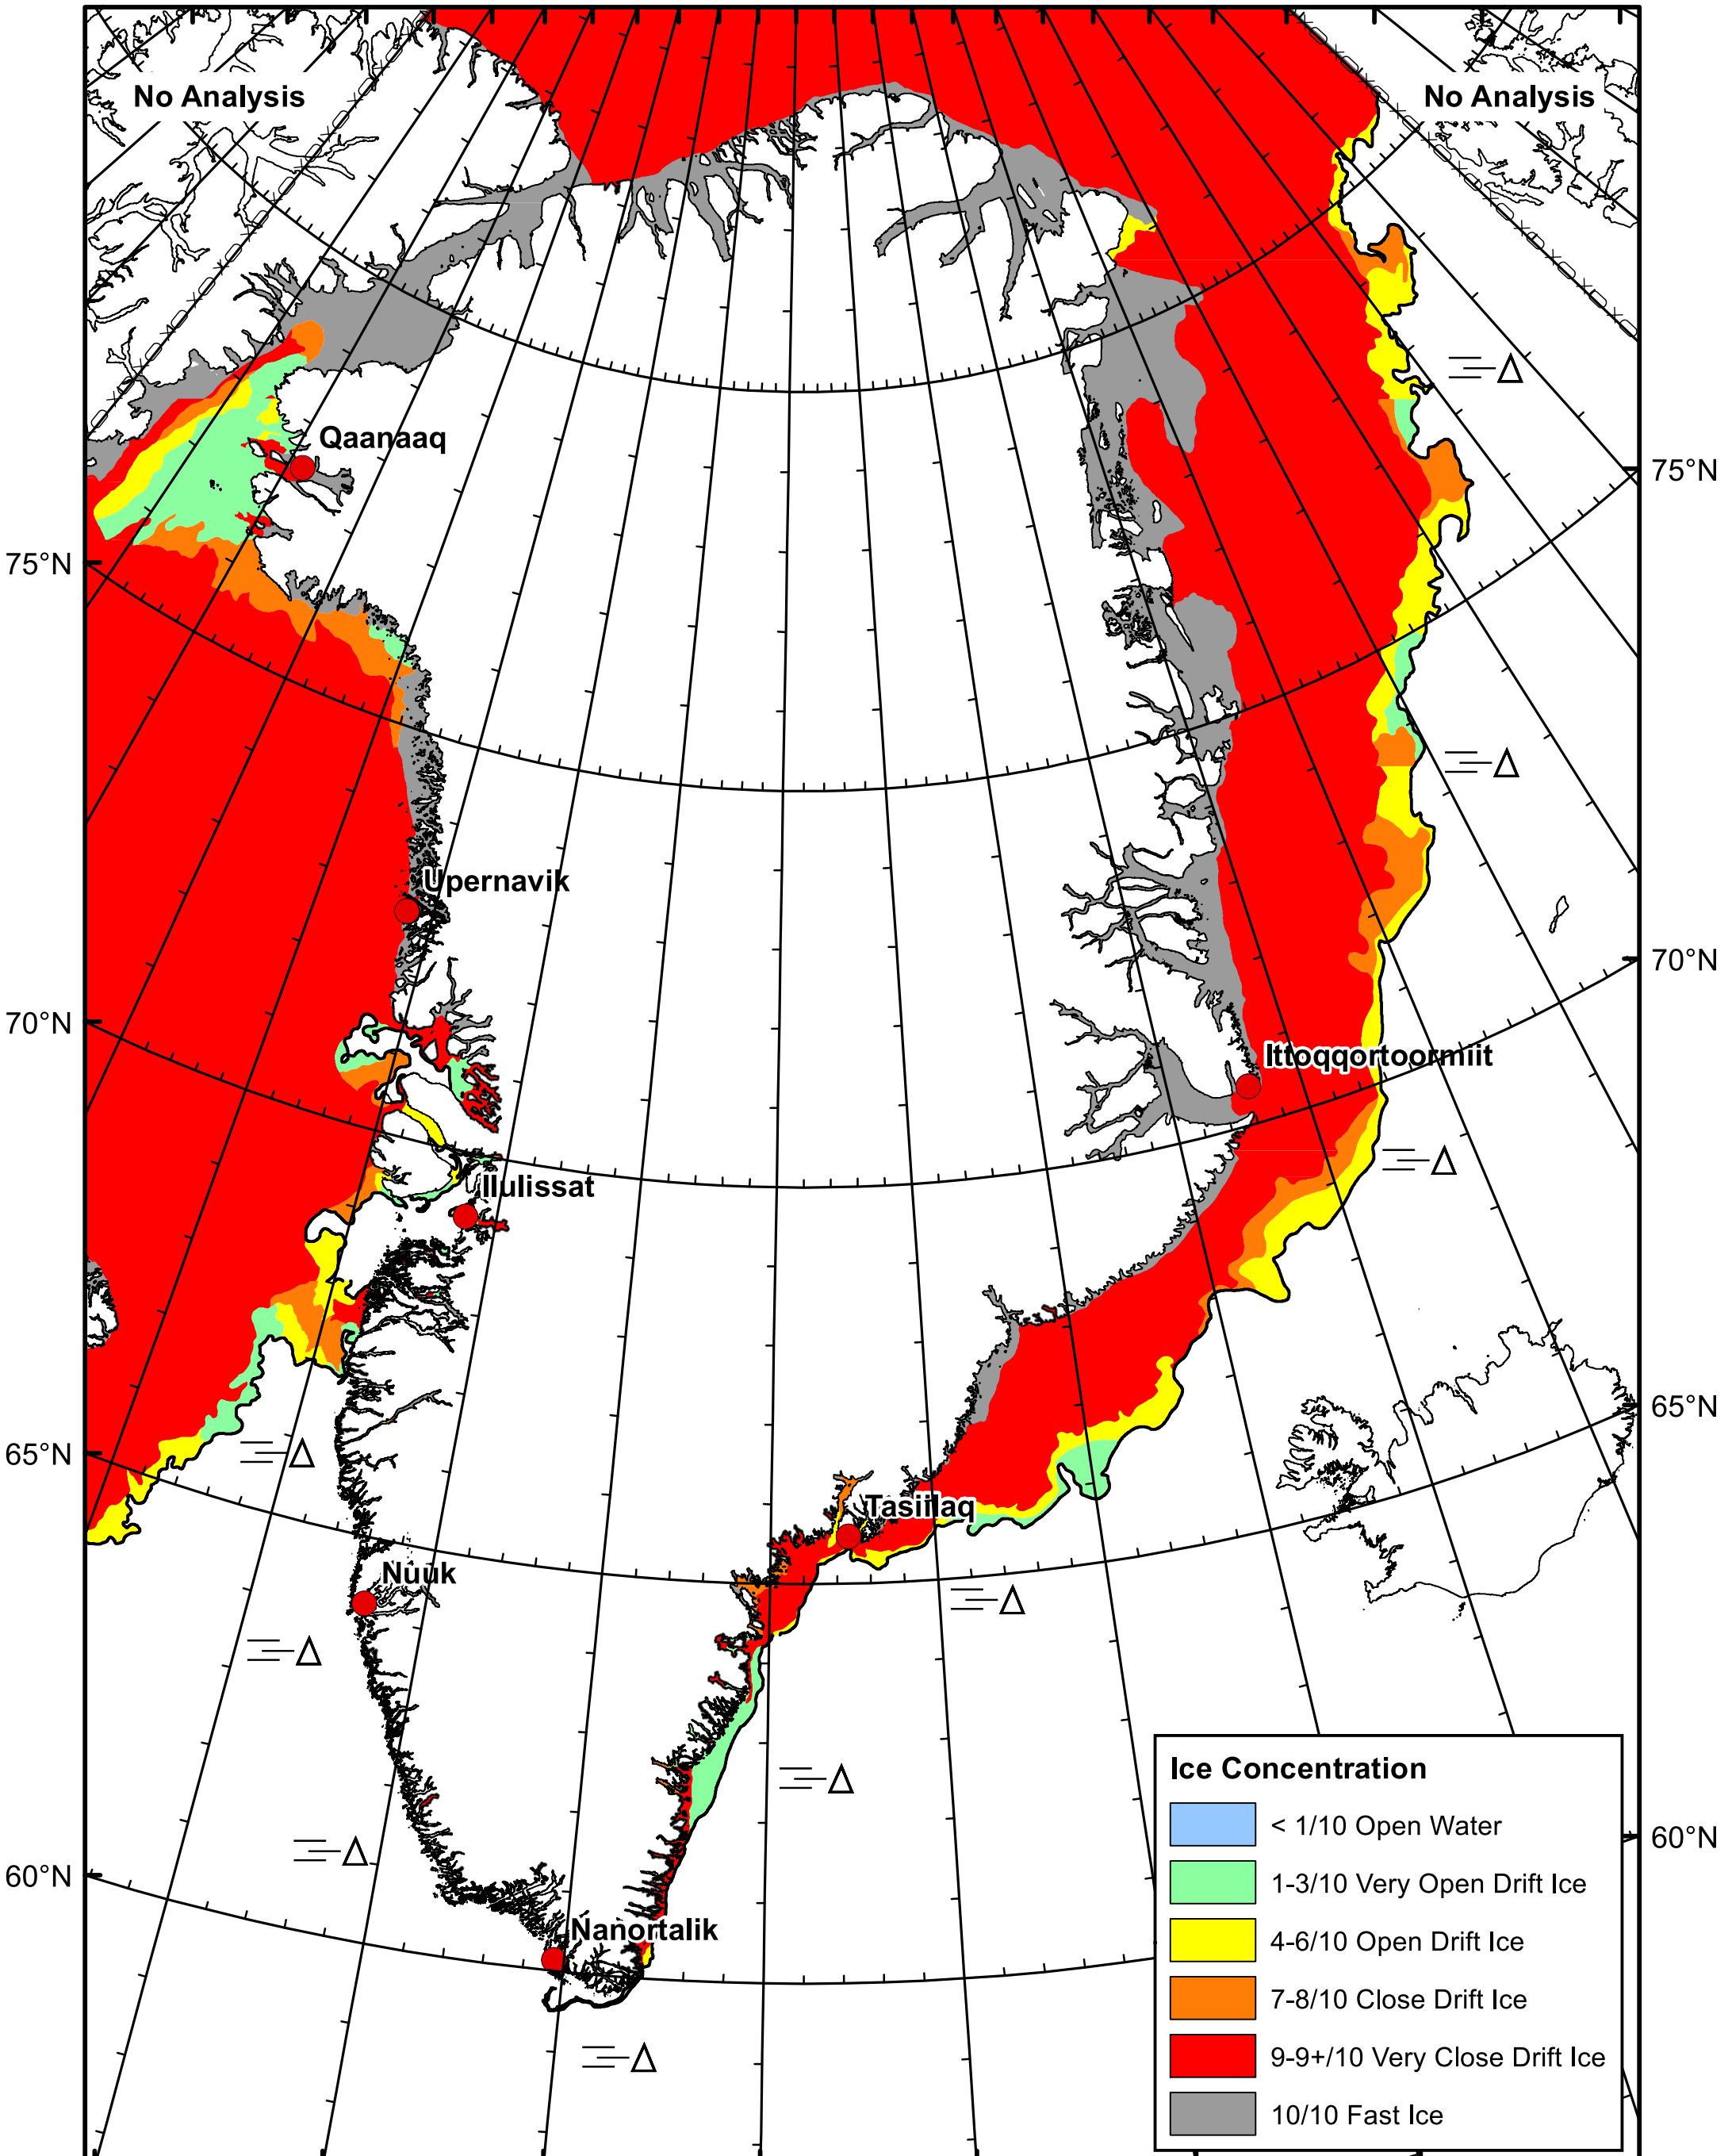 No Analysis
No Analysis
Qaanaaq
75°N
75°N
Upernavik
70°N
70°N
Ittoqqortoormiit
Ilulissat
65°N
65°N
Tasiilaq
Nuuk
60°N
60°N
Nanortalik
Ice Concentration
< 1/10 Open Water
1-3/10 Very Open Drift Ice
4-6/10 Open Drift Ice
7-8/10 Close Drift Ice
9-9+/10 Very Close Drift Ice
10/10 Fast Ice